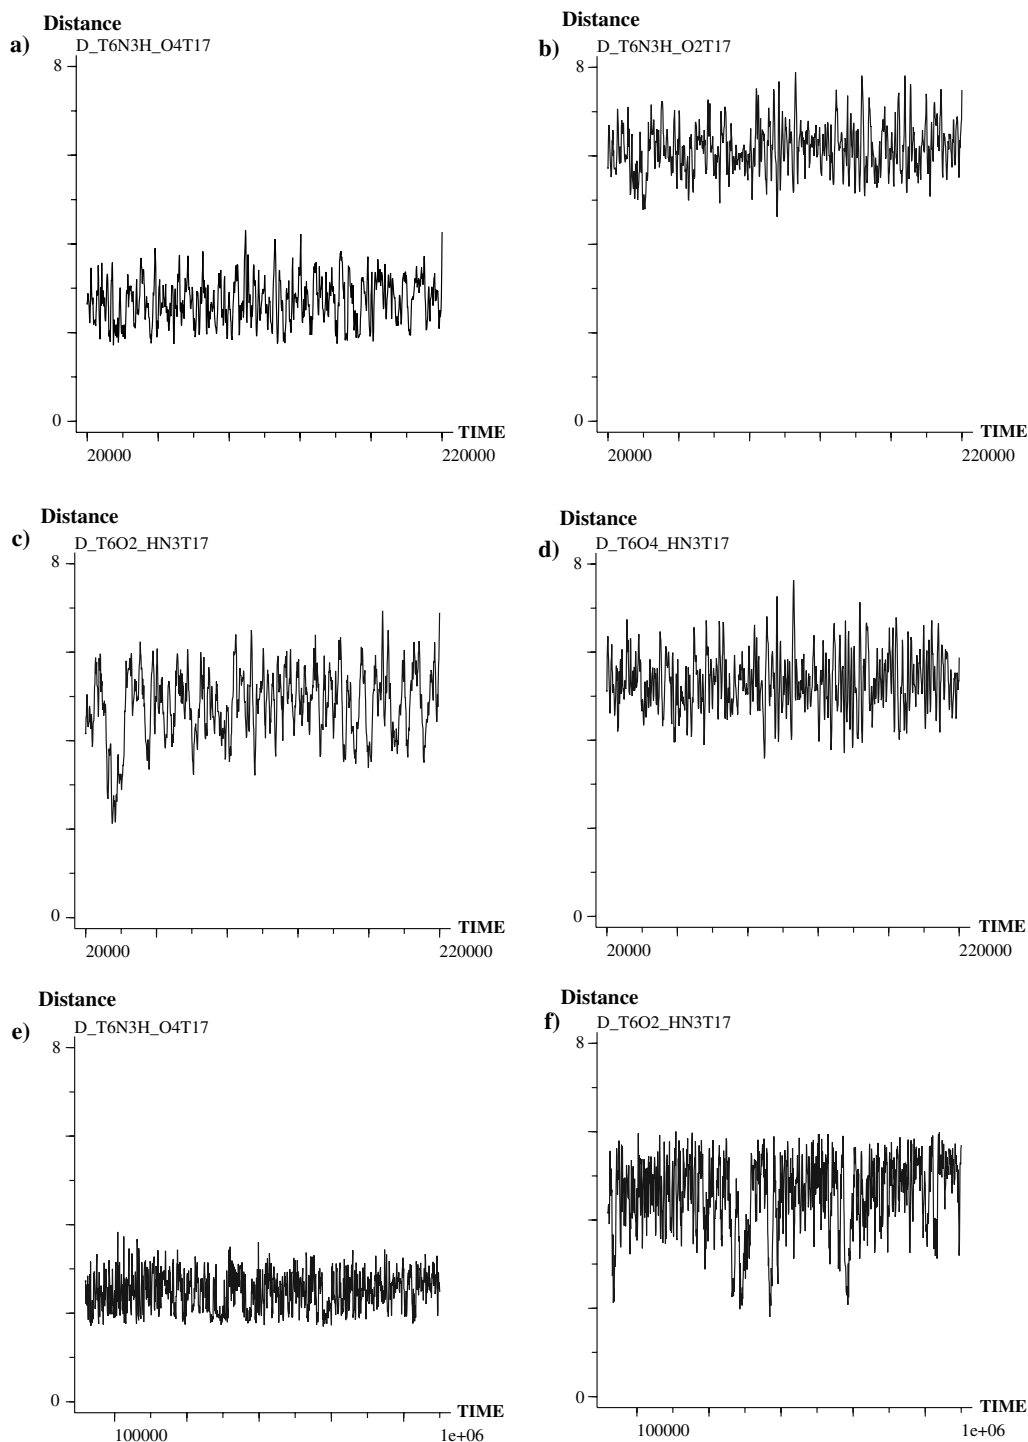 Distance
a)
D_T6N3H_O4T17
8
0
TIME
20000
220000
Distance
b)
D_T6N3H_O2T17
8
0
TIME
20000
220000
Distance
c)
D_T6O2_HN3T17
8
0
TIME
20000
220000
Distance
d)
D_T6O4_HN3T17
8
0
TIME
20000
220000
Distance
e)
D_T6N3H_O4T17
8
0
TIME
100000
1e+06
Distance
f)
D_T6O2_HN3T17
8
0
TIME
100000
1e+06